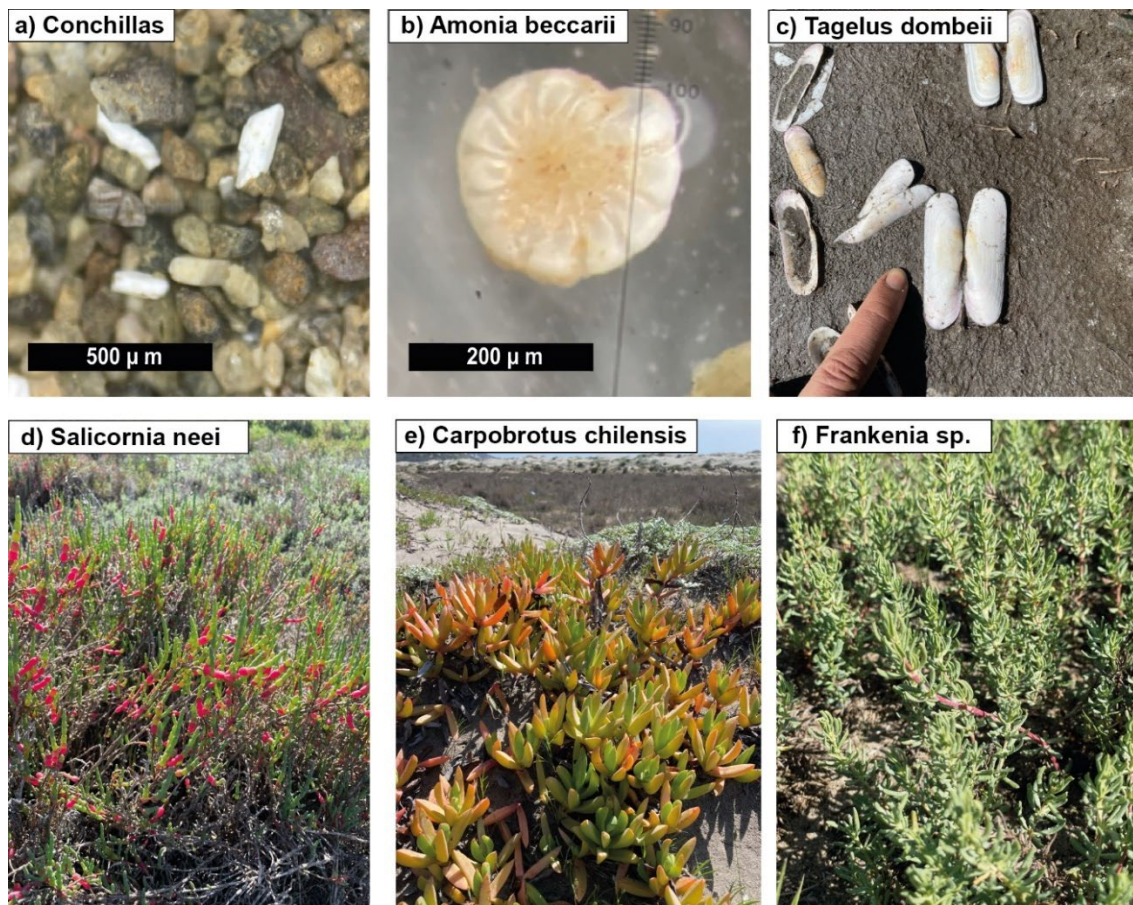 a) Conchillas
b) Amonia beccarii
c) Tagelus dombeii
90
100
500 μ m
200 μ m
d) Salicornia neei
e) Carpobrotus chilensis
f) Frankenia sp.